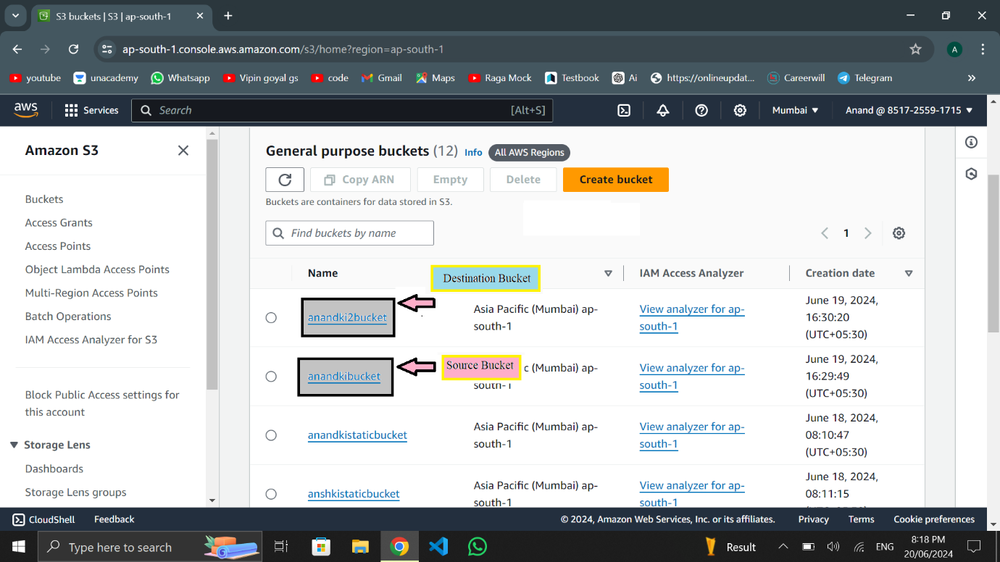 S3 buckets | S3 | ap-south-1
ap-south-1.console.aws.amazon.com/s3/home?region=ap-south-1
A
youtube unacademy Whatsapp Vipin goyal gs code Gmail Maps Raga Mock Testbook Ai https://onlineupdat... Careerwill Telegram
aws Services Search [Alt+S] Mumbai Anand @ 8517-2559-1715
Amazon S3
Buckets
Access Grants
Access Points
Object Lambda Access Points
Multi-Region Access Points
Batch Operations
IAM Access Analyzer for S3
Block Public Access settings for
this account
Storage Lens
Dashboards
Storage Lens groups
General purpose buckets (12) Info All AWS Regions
Copy ARN Empty Delete Create bucket
Buckets are containers for data stored in S3.
Find buckets by name
1
Name Destination Bucket IAM Access Analyzer Creation date
anandki2bucket
Asia Pacific (Mumbai) ap-
south-1
View analyzer for ap-
south-1
June 19, 2024,
16:30:20
(UTC+05:30)
anandkibucket
Source Bucket
c (Mumbai) ap-
south-1
View analyzer for ap-
south-1
June 19, 2024,
16:29:49
(UTC+05:30)
anandkistaticbucket
Asia Pacific (Mumbai) ap-
south-1
View analyzer for ap-
south-1
June 18, 2024,
08:10:47
(UTC+05:30)
anshkistaticbucket
Asia Pacific (Mumbai) ap-
south-1
View analyzer for ap-
south-1
June 18, 2024,
08:11:15
CloudShell Feedback © 2024, Amazon Web Services, Inc. or its affiliates. Privacy Terms Cookie preferences
Type here to search
Result
ENG
8:18 PM
20/06/2024